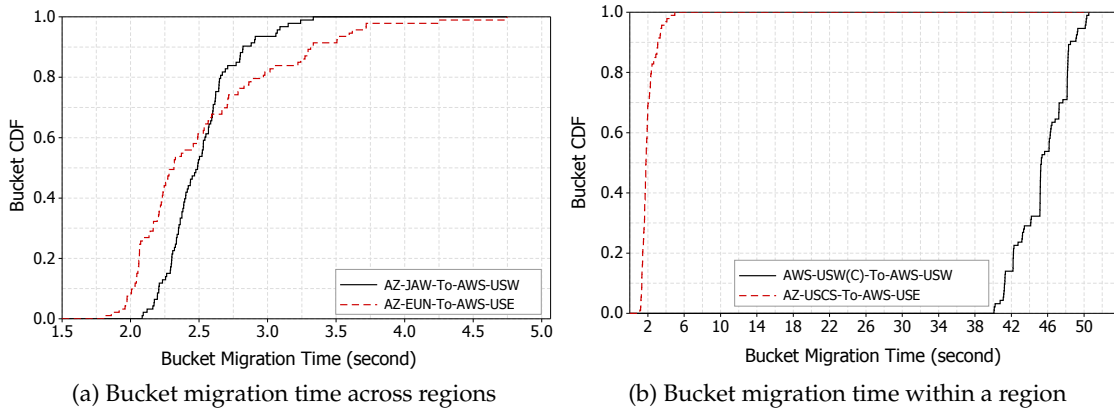 1.0
0.8
0.6
0.4
0.2
0.0
Bucket CDF
AZ-JAW-To-AWS-USW
AZ-EUN-To-AWS-USE
1.5 2.0 2.5 3.0 3.5 4.0 4.5 5.0
Bucket Migration Time (second)
(a) Bucket migration time across regions
1.0
0.8
0.6
0.4
0.2
0.0
Bucket CDF
AWS-USW(C)-To-AWS-USW
AZ-USCS-To-AWS-USE
2 6 10 14 18 22 26 30 34 38 42 46 50
Bucket Migration Time (second)
(b) Bucket migration time within a region